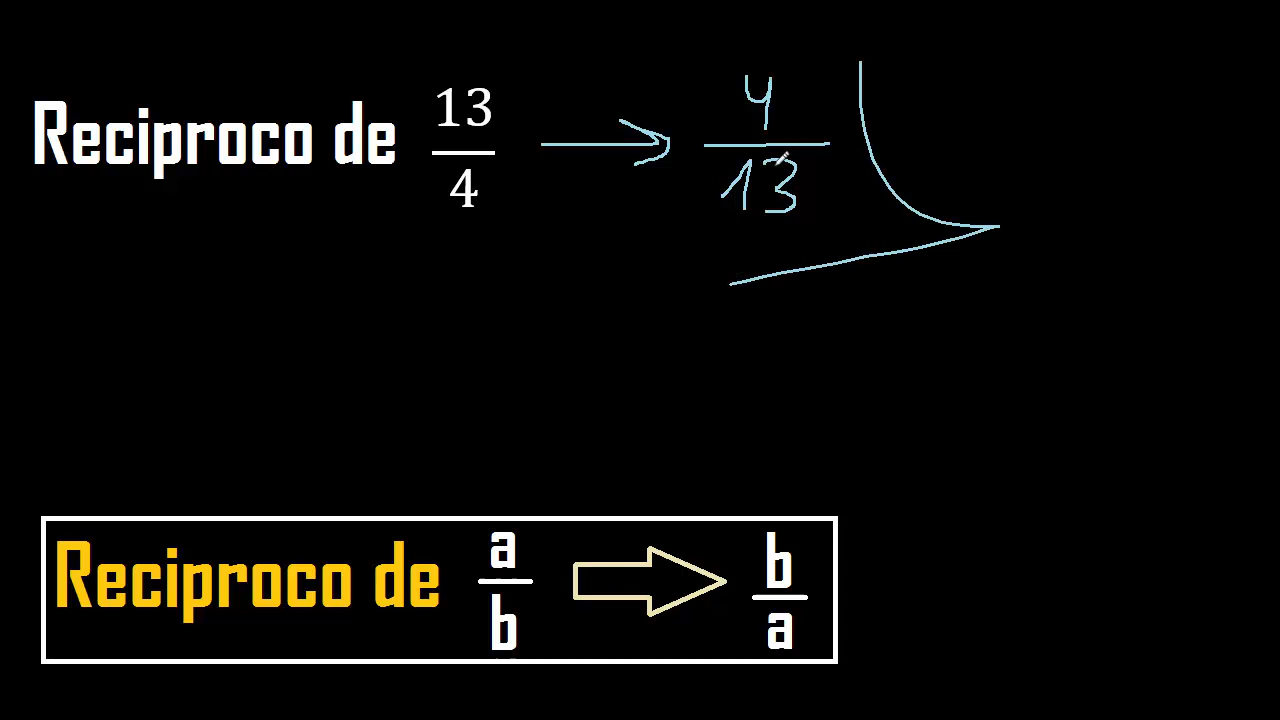 Reciproco de 13/4 → 4/13
Reciproco de a/b ⇒ b/a